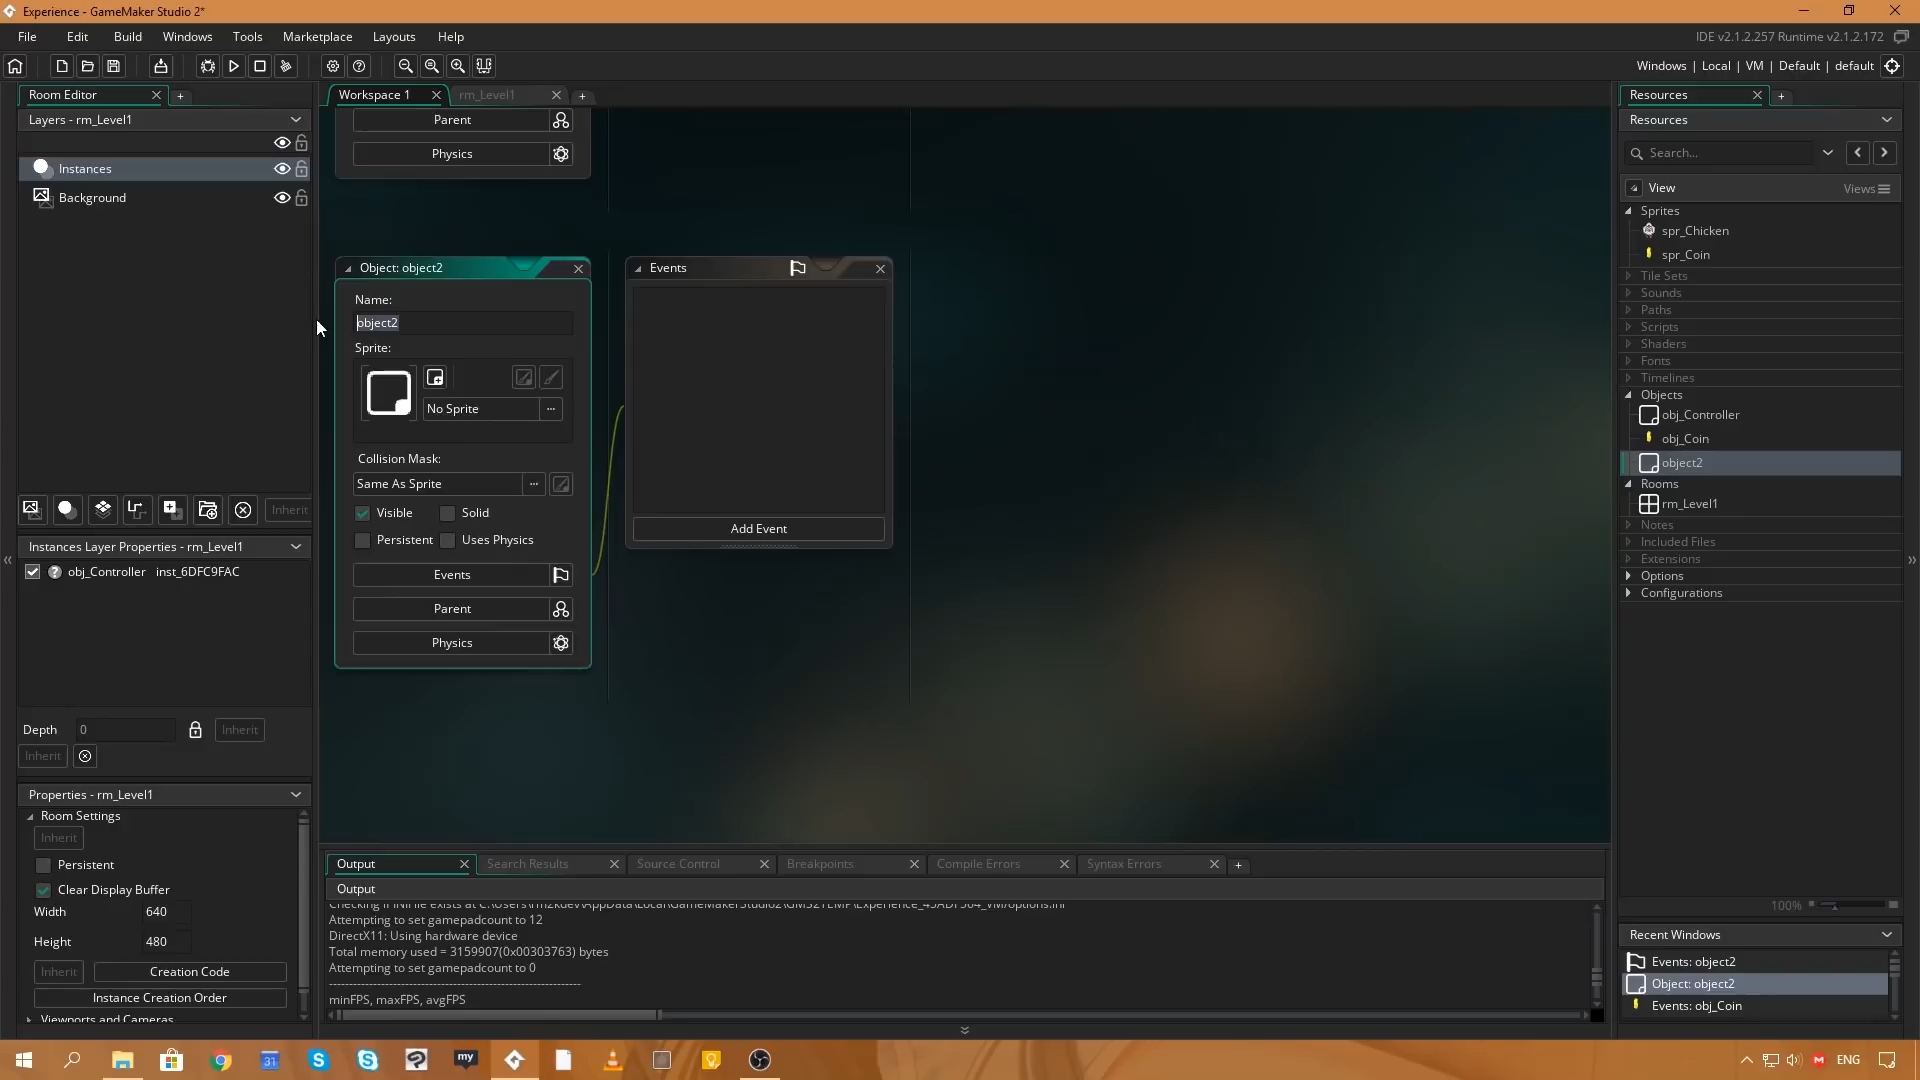 Experience - GameMaker Studio 2*
File Edit Build Windows Tools Marketplace Layouts Help
IDE v2.1.2.257 Runtime v2.1.2.172
Windows | Local | VM | Default | default
Room Editor
Layers - rm_Level1
Instances
Background
Inherit
Instances Layer Properties - rm_Level1
obj_Controller inst_6DFC9FAC
Depth 0 Inherit
Inherit
Properties - rm_Level1
Room Settings
Inherit
Persistent
Clear Display Buffer
Width 640
Height 480
Inherit Creation Code
Instance Creation Order
Viewports and Cameras
Workspace 1 rm_Level1
Parent
Physics
Object: object2
Name:
object2
Sprite:
No Sprite
Collision Mask:
Same As Sprite
Visible Solid
Persistent Uses Physics
Events
Parent
Physics
Events
Add Event
Output Search Results Source Control Breakpoints Compile Errors Syntax Errors
Output
Attempting to set gamepadcount to 12
DirectX11: Using hardware device
Total memory used = 3159907(0x00303763) bytes
Attempting to set gamepadcount to 0
minFPS, maxFPS, avgFPS
Resources
Resources
Search...
View Views
Sprites
spr_Chicken
spr_Coin
Tile Sets
Sounds
Paths
Scripts
Shaders
Fonts
Timelines
Objects
obj_Controller
obj_Coin
object2
Rooms
rm_Level1
Notes
Included Files
Extensions
Options
Configurations
100%
Recent Windows
Events: object2
Object: object2
Events: obj_Coin
31
my
ENG